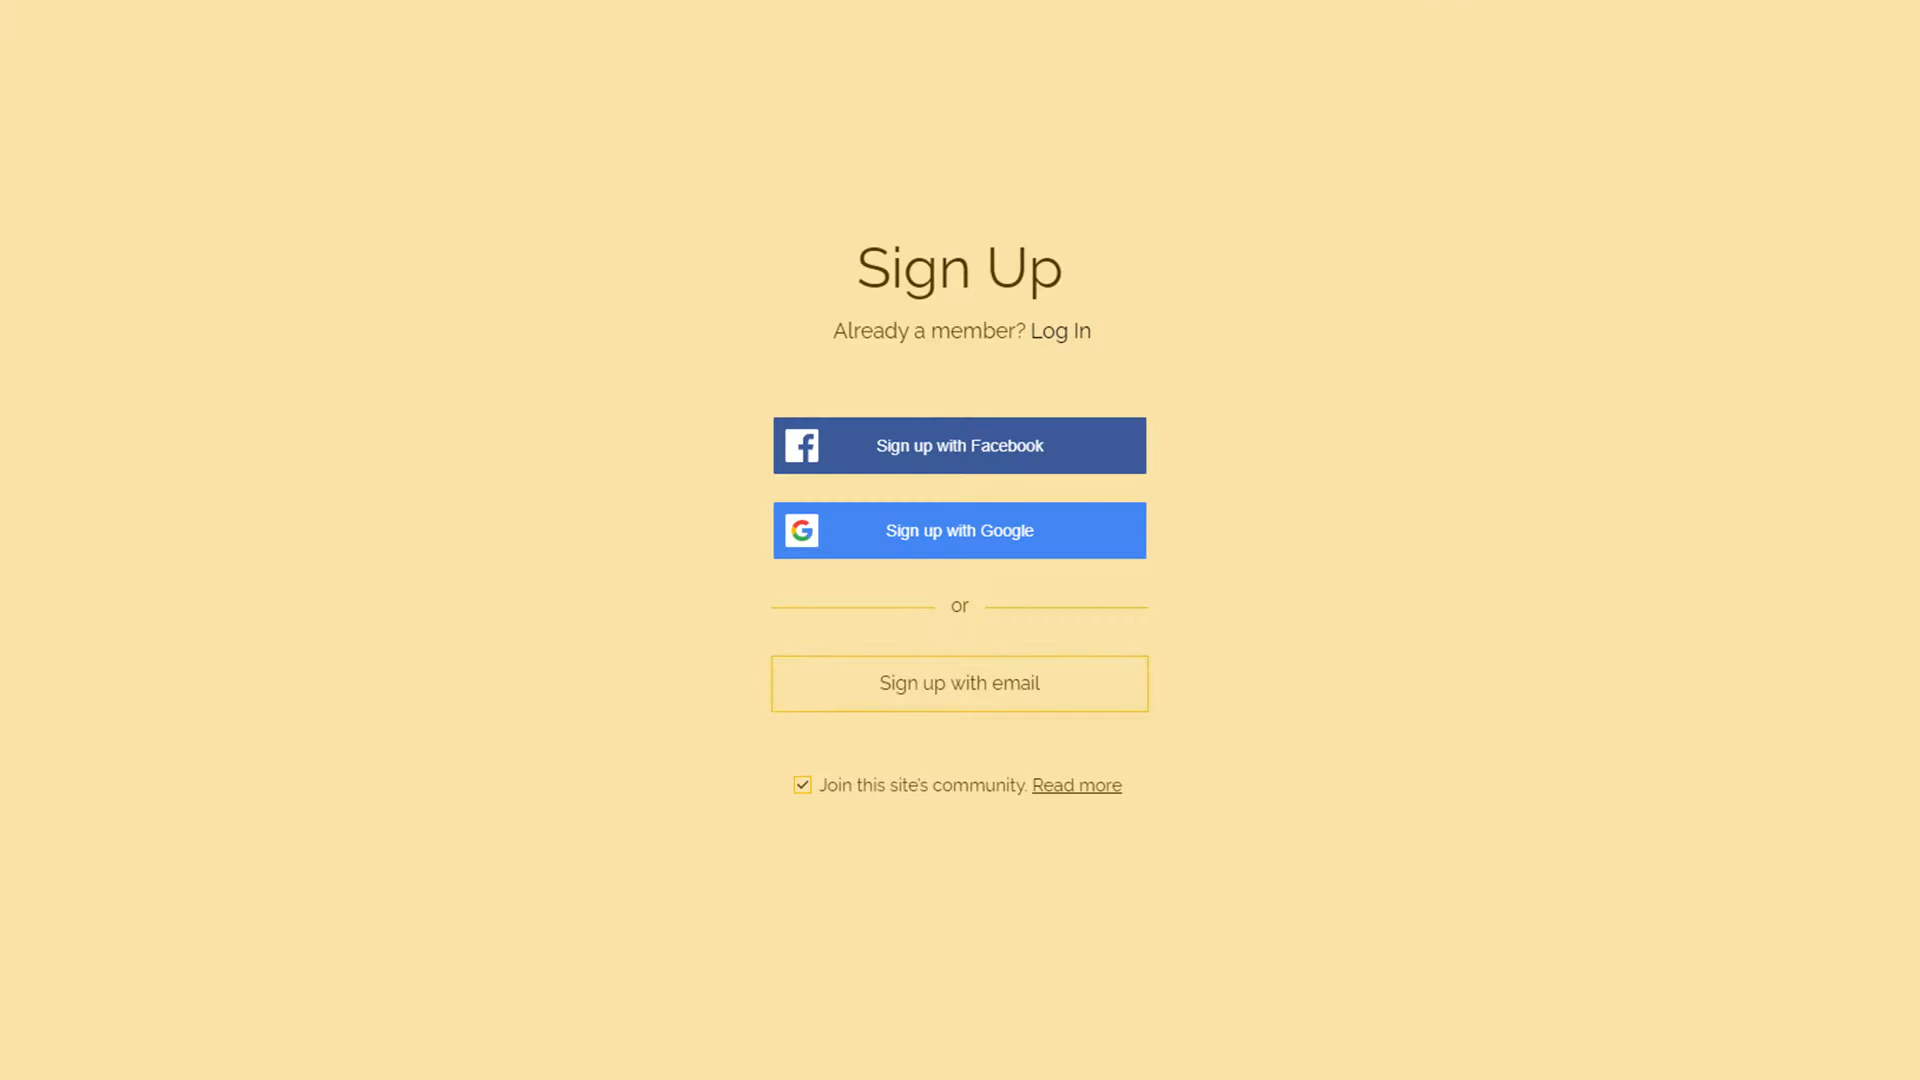 Sign Up
Already a member? Log In
Sign up with Facebook
Sign up with Google
or
Sign up with email
Join this site's community. Read more